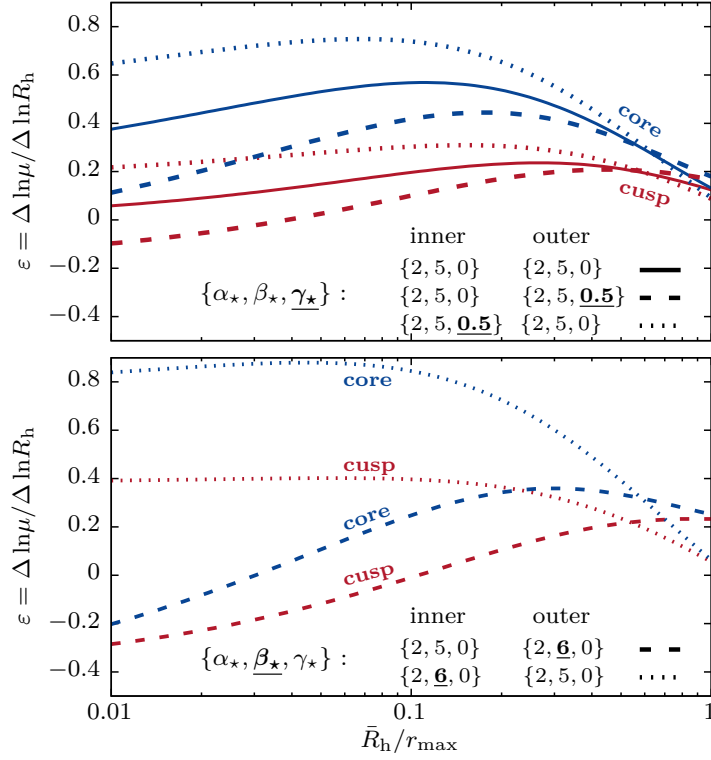 0.8
0.6
0.4
0.2
0
−0.2
−0.4
ε = Δ lnμ/Δ lnR_h
core
cusp
inner outer
{2, 5, 0} {2, 5, 0}
{α⋆, β⋆, γ⋆} : {2, 5, 0} {2, 5, 0.5}
{2, 5, 0.5} {2, 5, 0}
0.8
0.6
0.4
0.2
0
−0.2
−0.4
ε = Δ lnμ/Δ lnR_h
core
cusp
core
cusp
inner outer
{α⋆, β⋆, γ⋆} : {2, 5, 0} {2, 6, 0}
{2, 6, 0} {2, 5, 0}
0.01 0.1 1
R̄_h/r_max